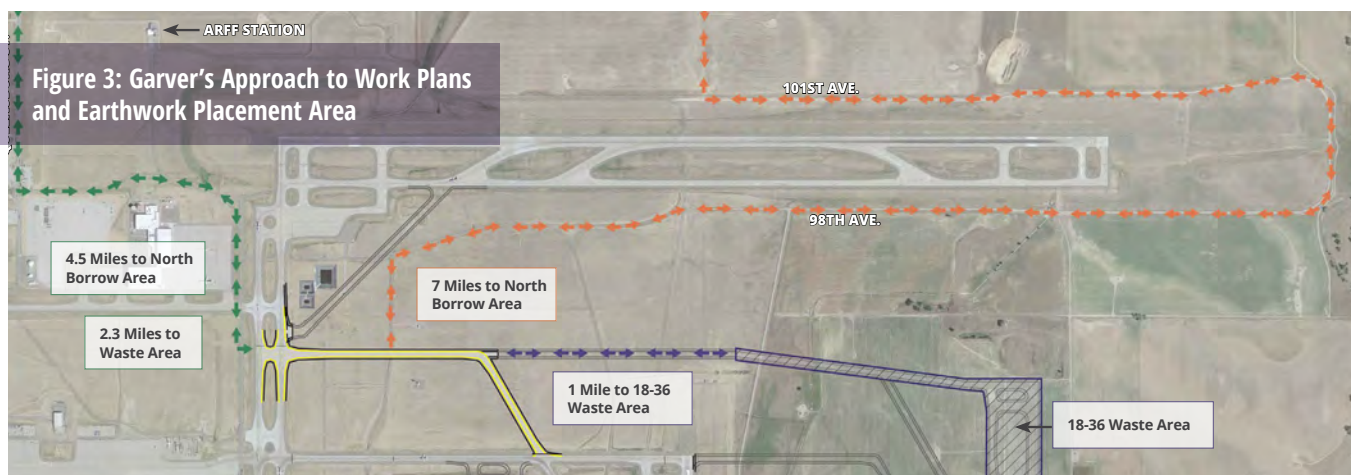 ARFF STATION
Figure 3: Garver's Approach to Work Plans
and Earthwork Placement Area
101ST AVE.
98TH AVE.
4.5 Miles to North
Borrow Area
7 Miles to North
Borrow Area
2.3 Miles to
Waste Area
1 Mile to 18-36
Waste Area
18-36 Waste Area